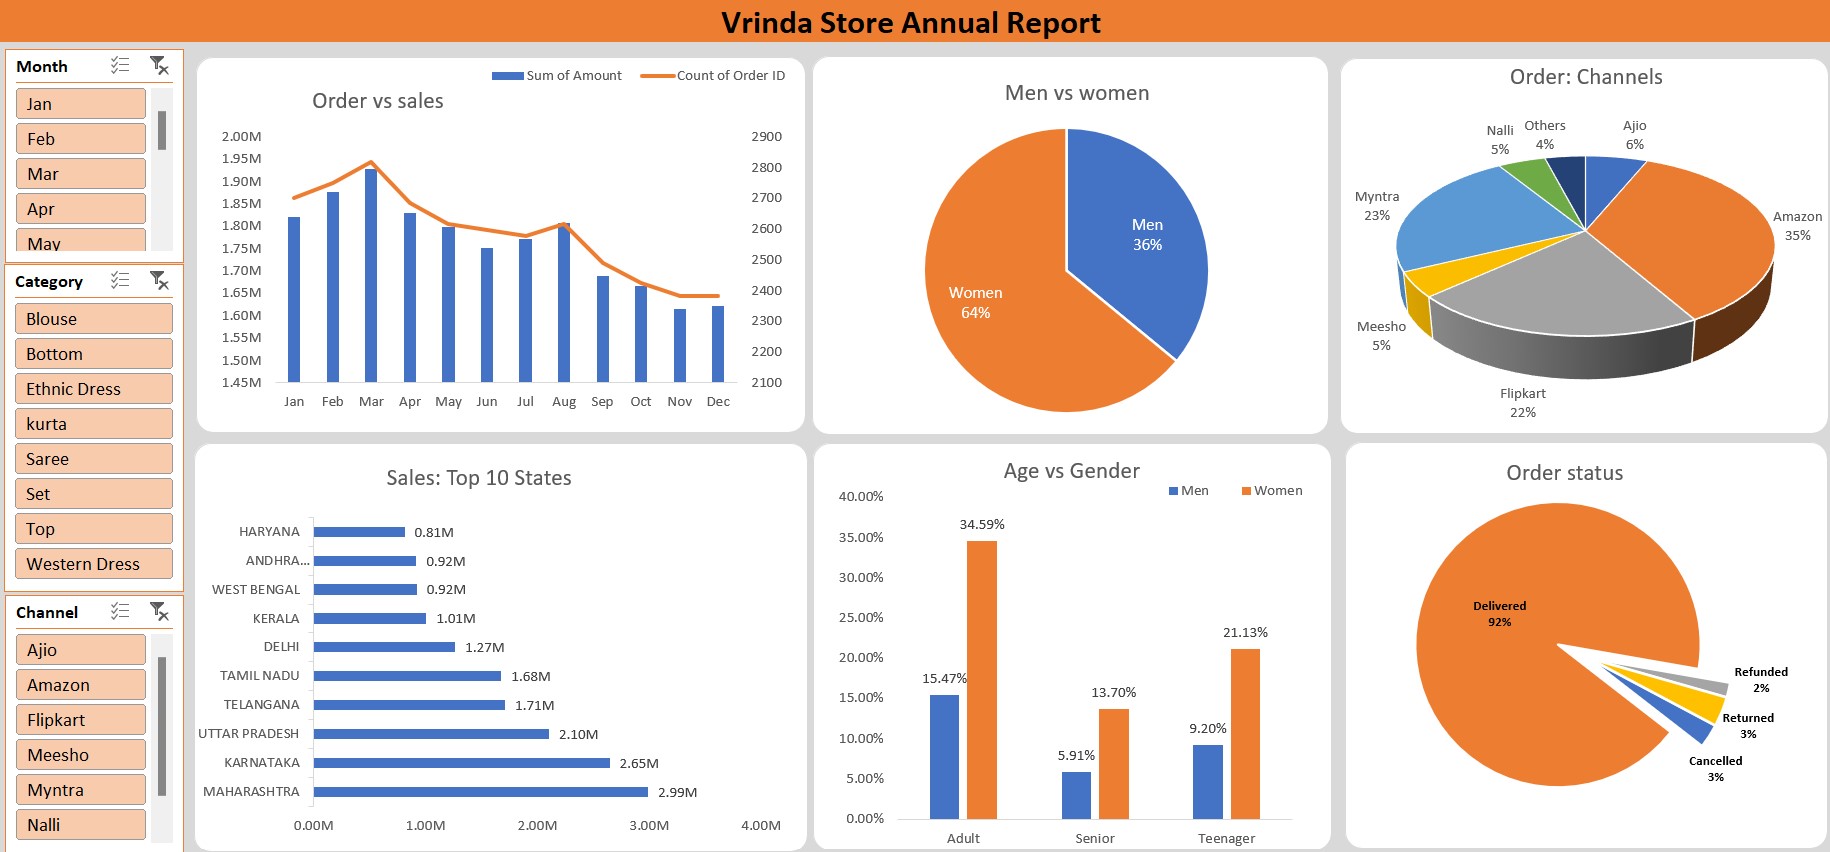 Vrinda Store Annual Report
Month
Jan
Feb
Mar
Apr
May
Category
Blouse
Bottom
Ethnic Dress
kurta
Saree
Set
Top
Western Dress
Channel
Ajio
Amazon
Flipkart
Meesho
Myntra
Nalli
Sum of Amount Count of Order ID
Order vs sales
2.00M 2900
1.95M 2800
1.90M 2700
1.85M 2600
1.80M 2500
1.75M 2400
1.70M 2300
1.65M 2200
1.60M 2100
1.55M
1.50M
1.45M
Jan Feb Mar Apr May Jun Jul Aug Sep Oct Nov Dec
Men vs women
Men
36%
Women
64%
Order: Channels
Nalli
5%
Others
4%
Ajio
6%
Myntra
23%
Amazon
35%
Meesho
5%
Flipkart
22%
Sales: Top 10 States
HARYANA 0.81M
ANDHRA... 0.92M
WEST BENGAL 0.92M
KERALA 1.01M
DELHI 1.27M
TAMIL NADU 1.68M
TELANGANA 1.71M
UTTAR PRADESH 2.10M
KARNATAKA 2.65M
MAHARASHTRA 2.99M
0.00M 1.00M 2.00M 3.00M 4.00M
Age vs Gender
Men Women
40.00%
35.00%
30.00%
25.00%
20.00%
15.00%
10.00%
5.00%
0.00%
15.47% 34.59%
5.91% 13.70%
9.20% 21.13%
Adult Senior Teenager
Order status
Delivered
92%
Refunded
2%
Returned
3%
Cancelled
3%